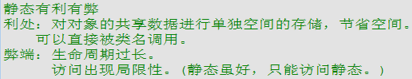 静态有利有弊
利处：对对象的共享数据进行单独空间的存储，节省空间。
可以直接被类名调用。
弊端：生命周期过长。
访问出现局限性。(静态虽好，只能访问静态。)